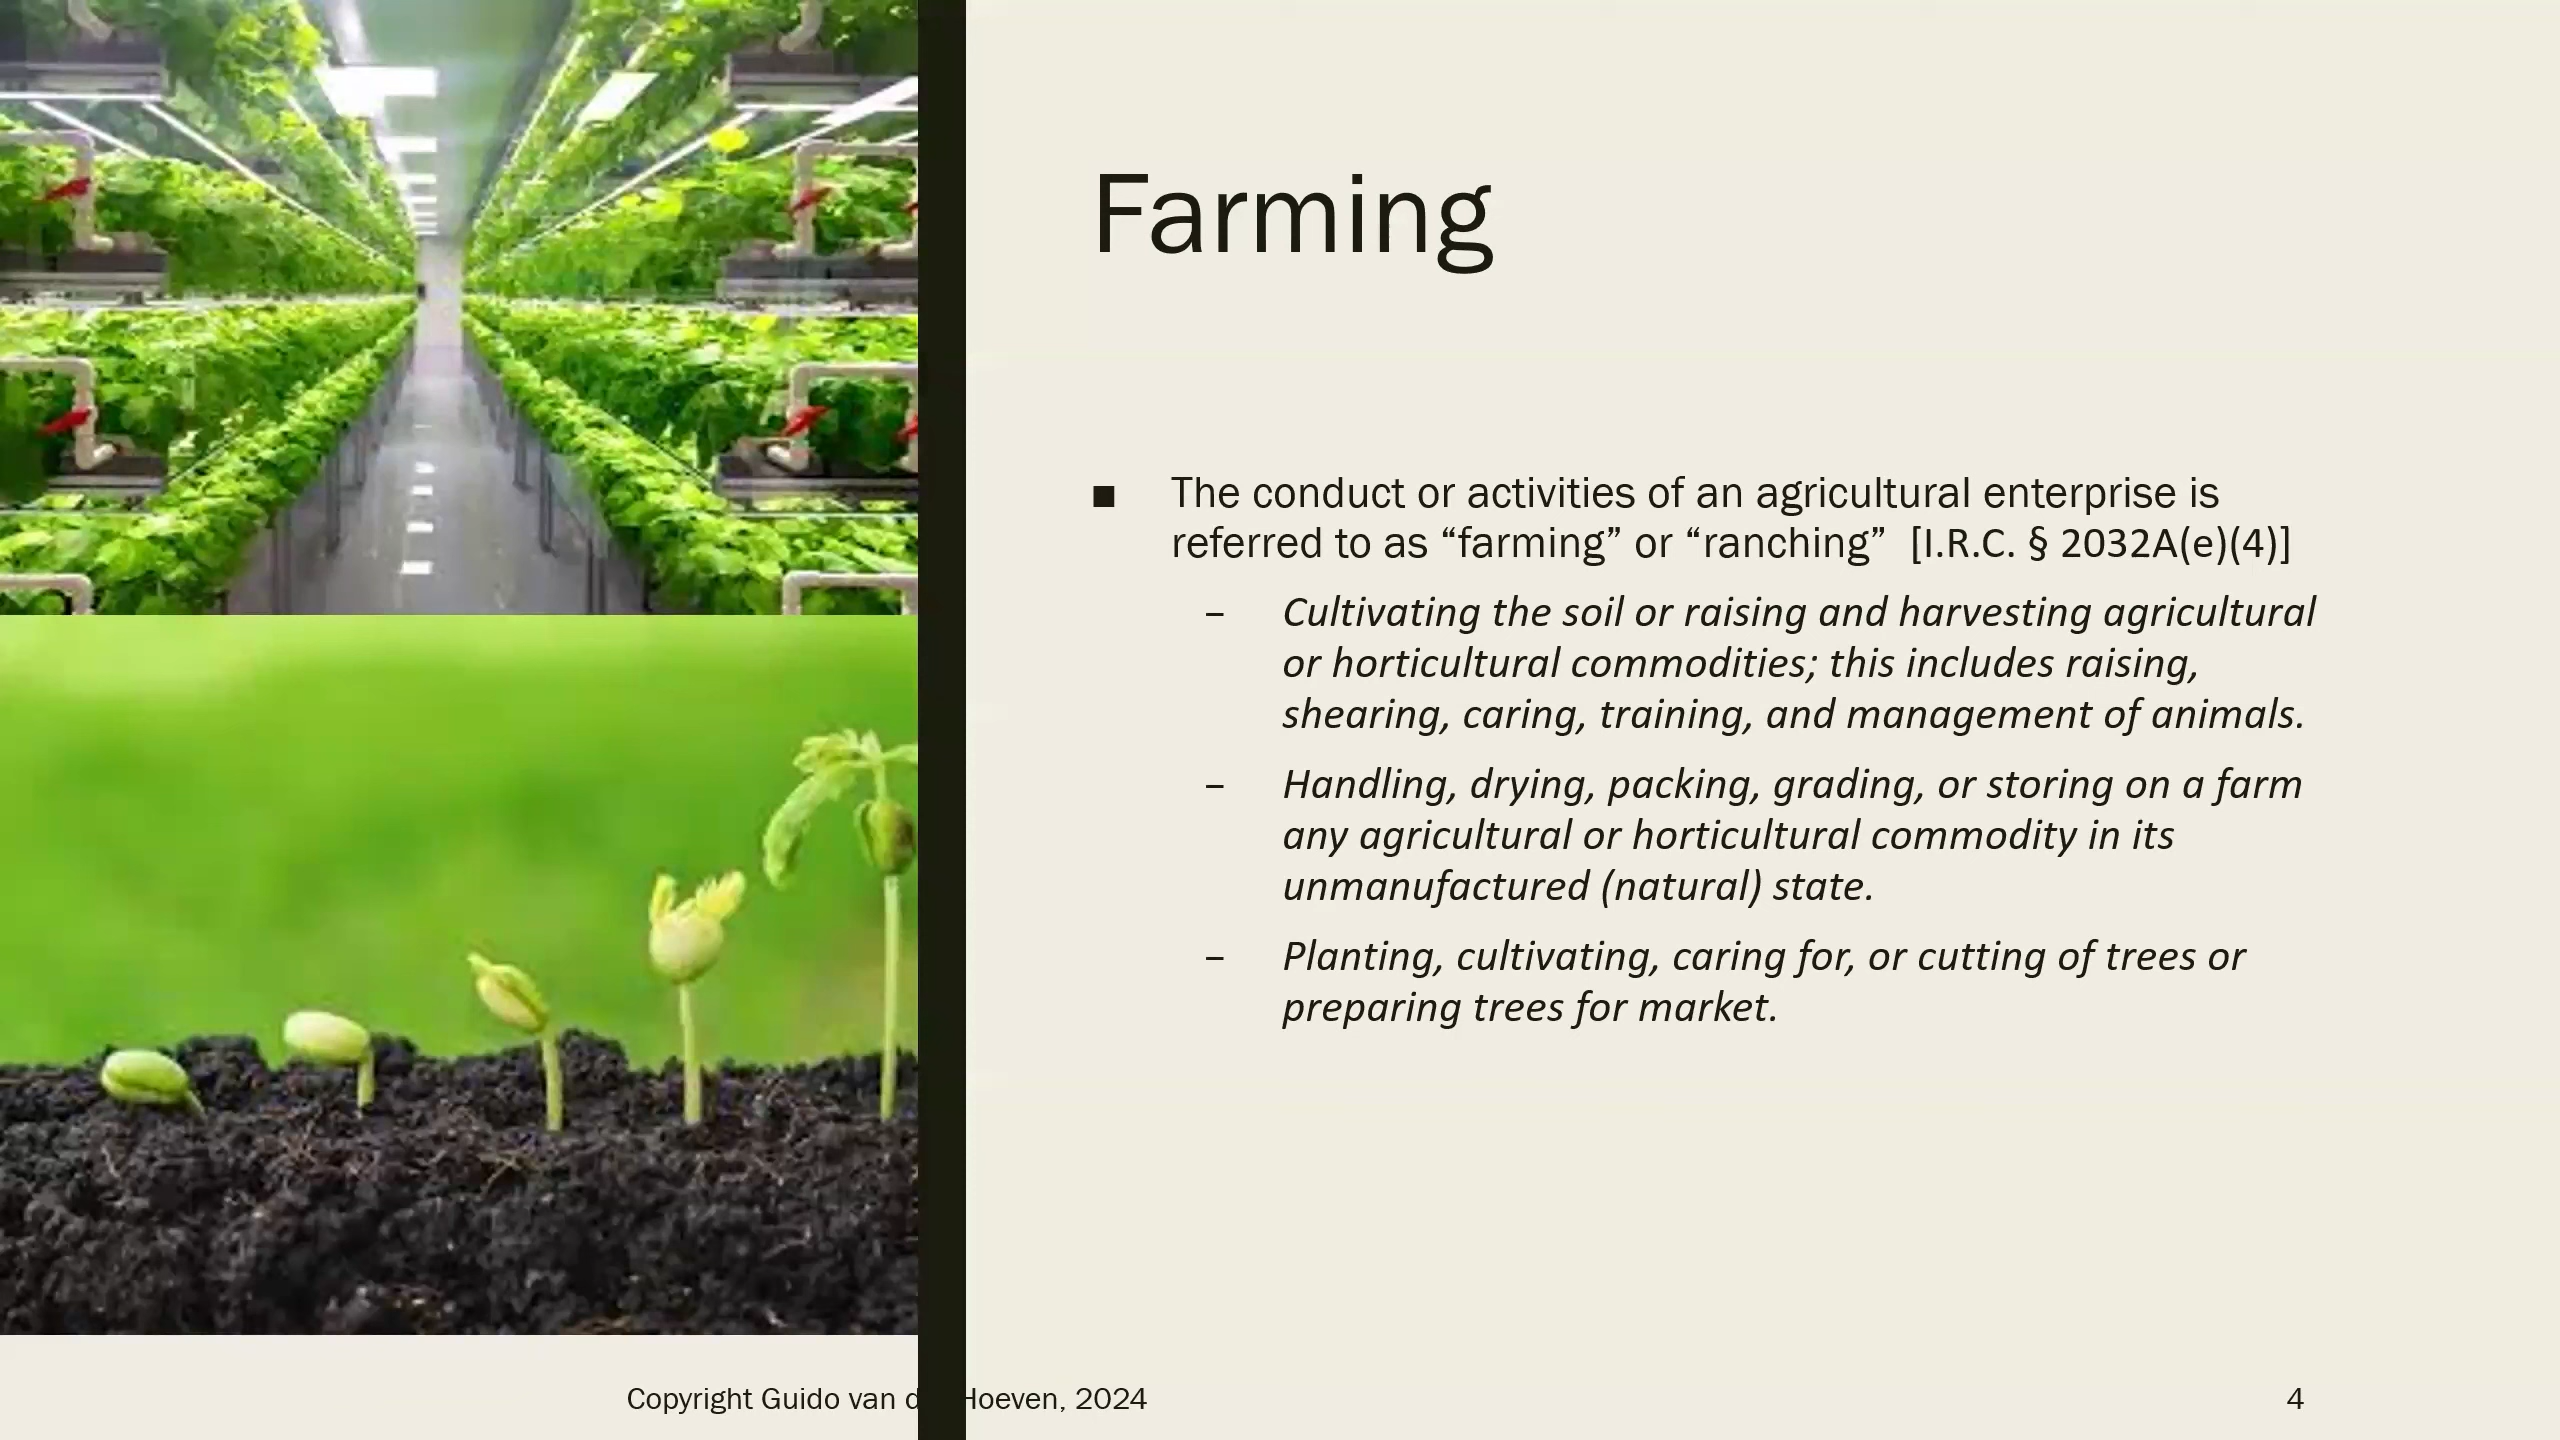 Farming
■ The conduct or activities of an agricultural enterprise is
referred to as “farming” or “ranching” [I.R.C. § 2032A(e)(4)]
– Cultivating the soil or raising and harvesting agricultural
or horticultural commodities; this includes raising,
shearing, caring, training, and management of animals.
– Handling, drying, packing, grading, or storing on a farm
any agricultural or horticultural commodity in its
unmanufactured (natural) state.
– Planting, cultivating, caring for, or cutting of trees or
preparing trees for market.
Copyright Guido van Hoeven, 2024
4